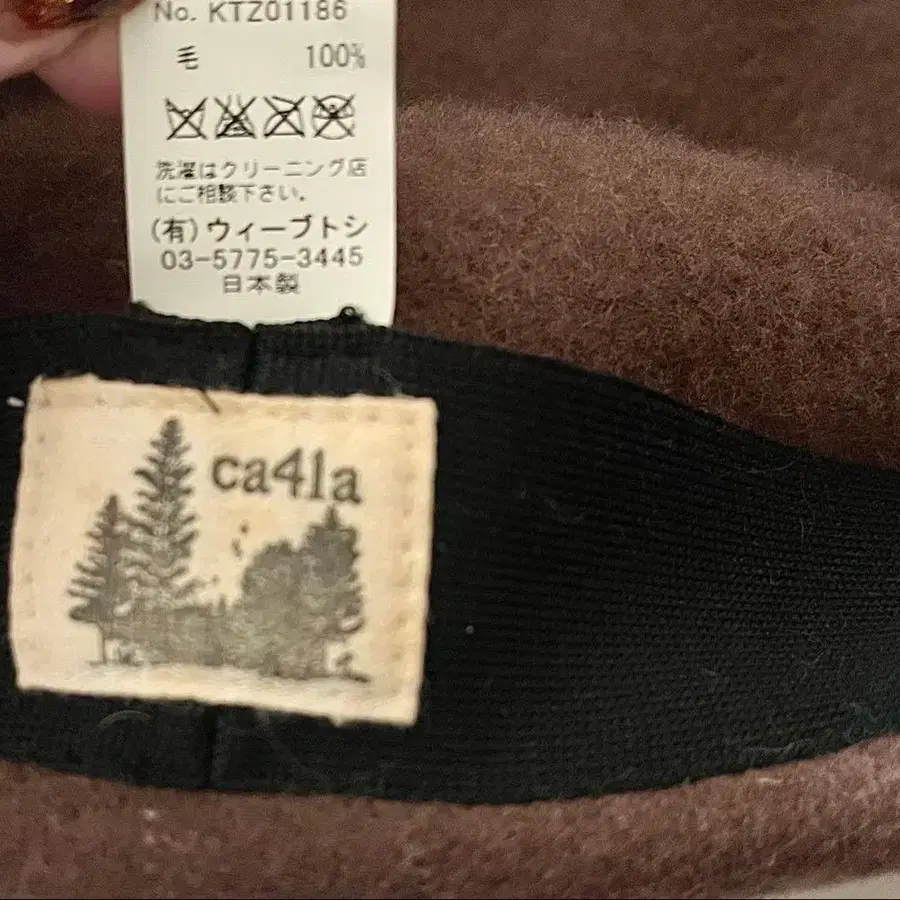 No. KTZ01186
毛 100%
洗濯はクリーニング店
にご相談下さい。
(有)ウィーブトシ
03-5775-3445
日本製
ca4la